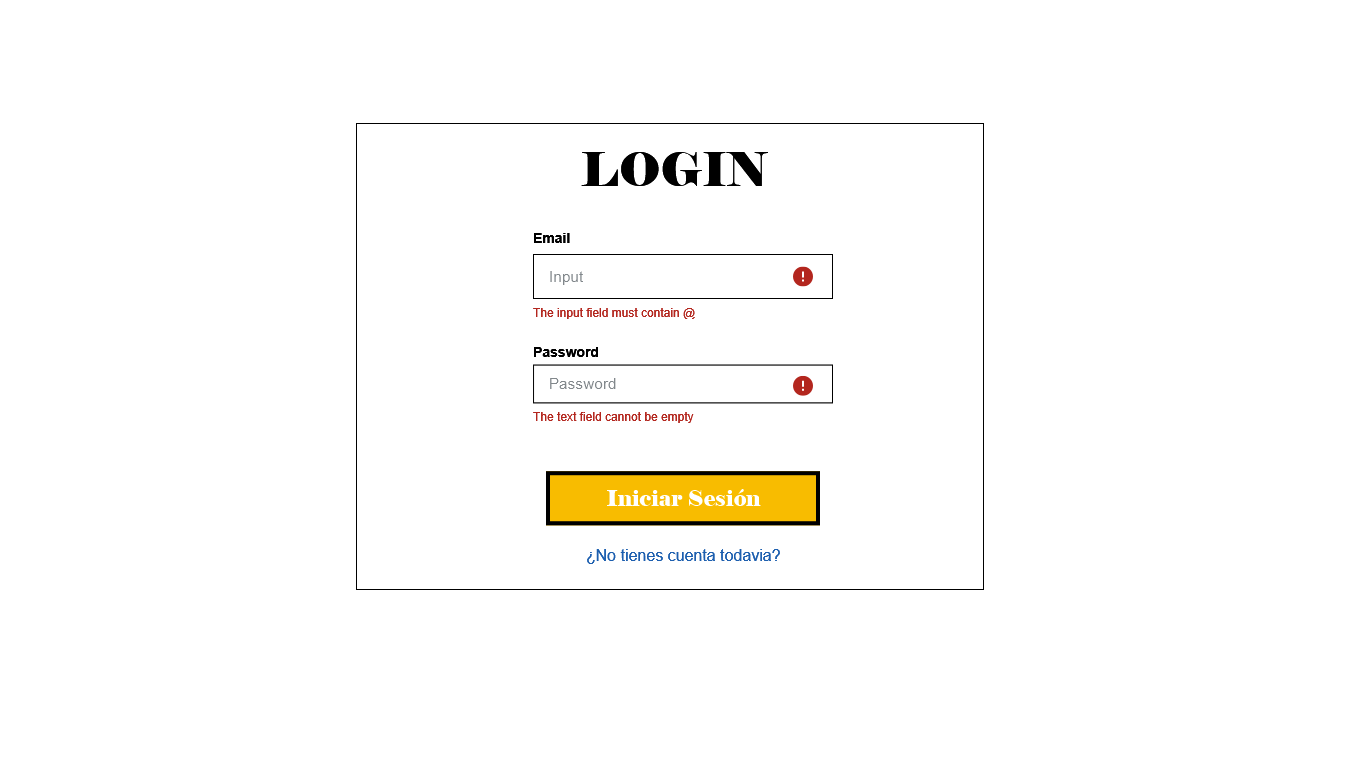 LOGIN
Email
Input
The input field must contain @
Password
Password
The text field cannot be empty
Iniciar Sesión
¿No tienes cuenta todavia?